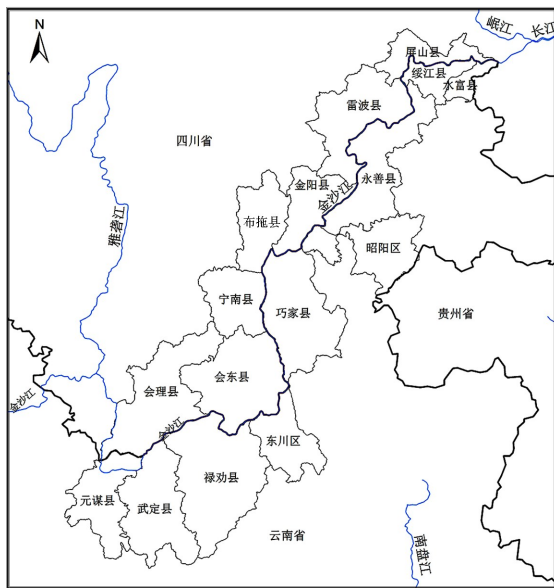 N
岷江
长江
屏山县
绥江县
水富县
雷波县
四川省
金阳县
永善县
金沙江
布拖县
雅砻江
昭阳区
宁南县
巧家县
贵州省
会理县
会东县
金沙江
金沙江
东川区
禄劝县
元谋县
武定县
云南省
南盘江